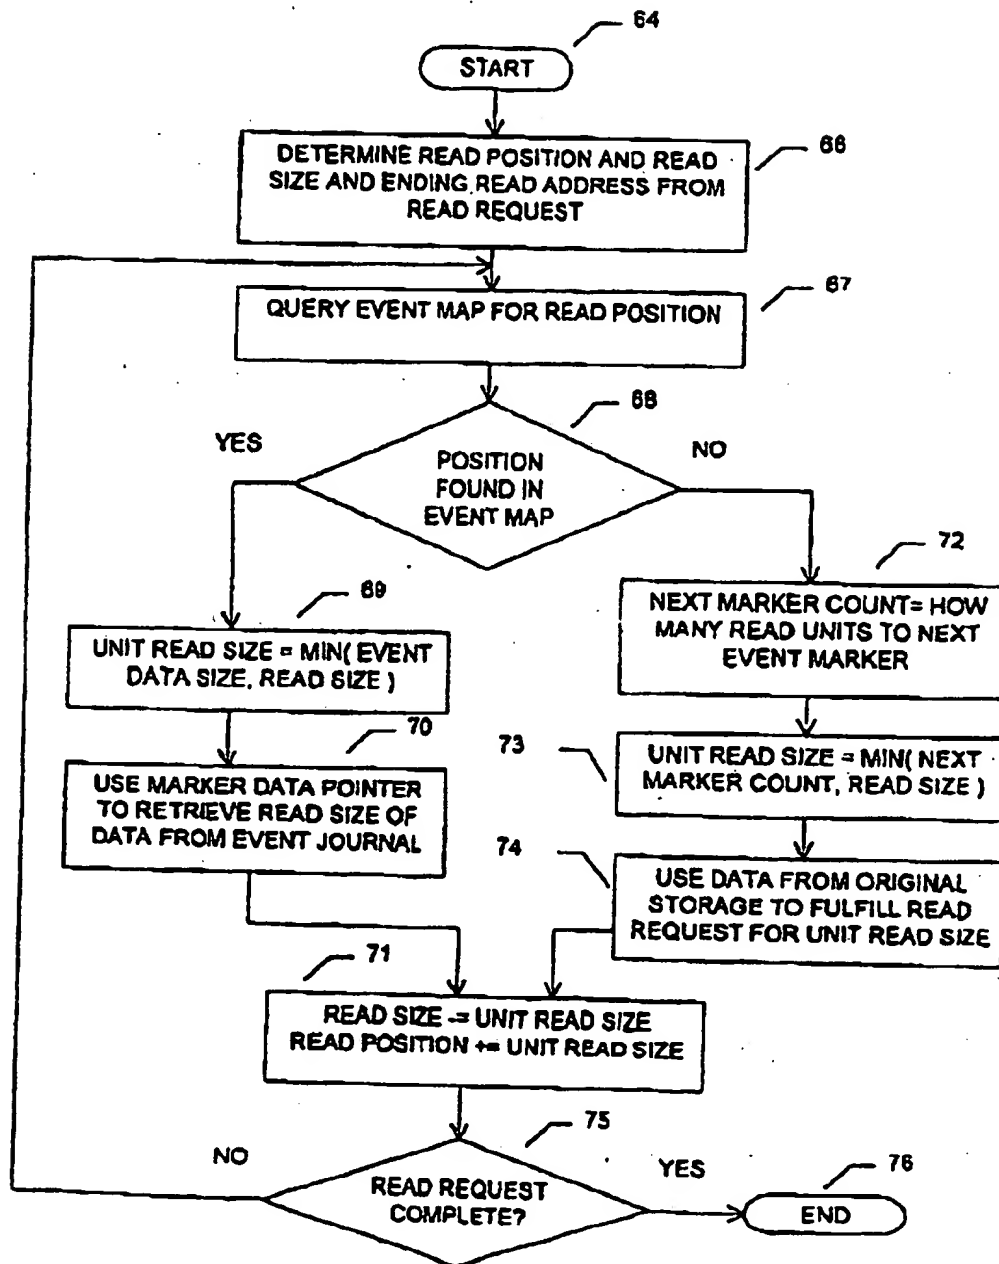 64
START
66
DETERMINE READ POSITION AND READ
SIZE AND ENDING READ ADDRESS FROM
READ REQUEST
67
QUERY EVENT MAP FOR READ POSITION
68
YES
NO
POSITION
FOUND IN
EVENT MAP
72
69
NEXT MARKER COUNT= HOW
MANY READ UNITS TO NEXT
EVENT MARKER
UNIT READ SIZE = MIN( EVENT
DATA SIZE, READ SIZE )
70
73
UNIT READ SIZE = MIN( NEXT
MARKER COUNT, READ SIZE )
USE MARKER DATA POINTER
TO RETRIEVE READ SIZE OF
DATA FROM EVENT JOURNAL
74
USE DATA FROM ORIGINAL
STORAGE TO FULFILL READ
REQUEST FOR UNIT READ SIZE
71
READ SIZE -= UNIT READ SIZE
READ POSITION += UNIT READ SIZE
75
NO
YES
76
READ REQUEST
COMPLETE?
END